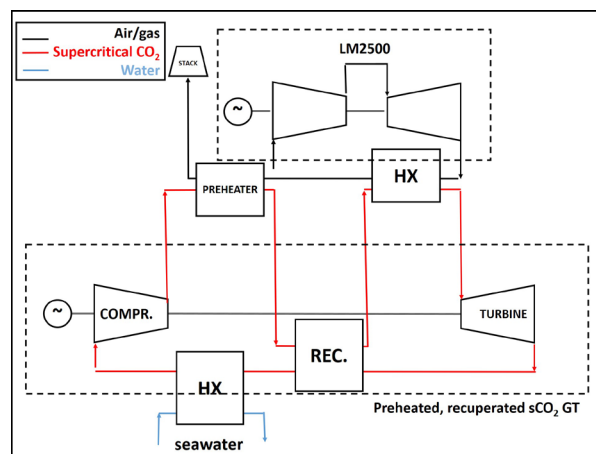 Air/gas
Supercritical CO₂
Water
LM2500
STACK
~
PREHEATER
HX
~
COMPR.
TURBINE
REC.
HX
Preheated, recuperated sCO₂ GT
seawater